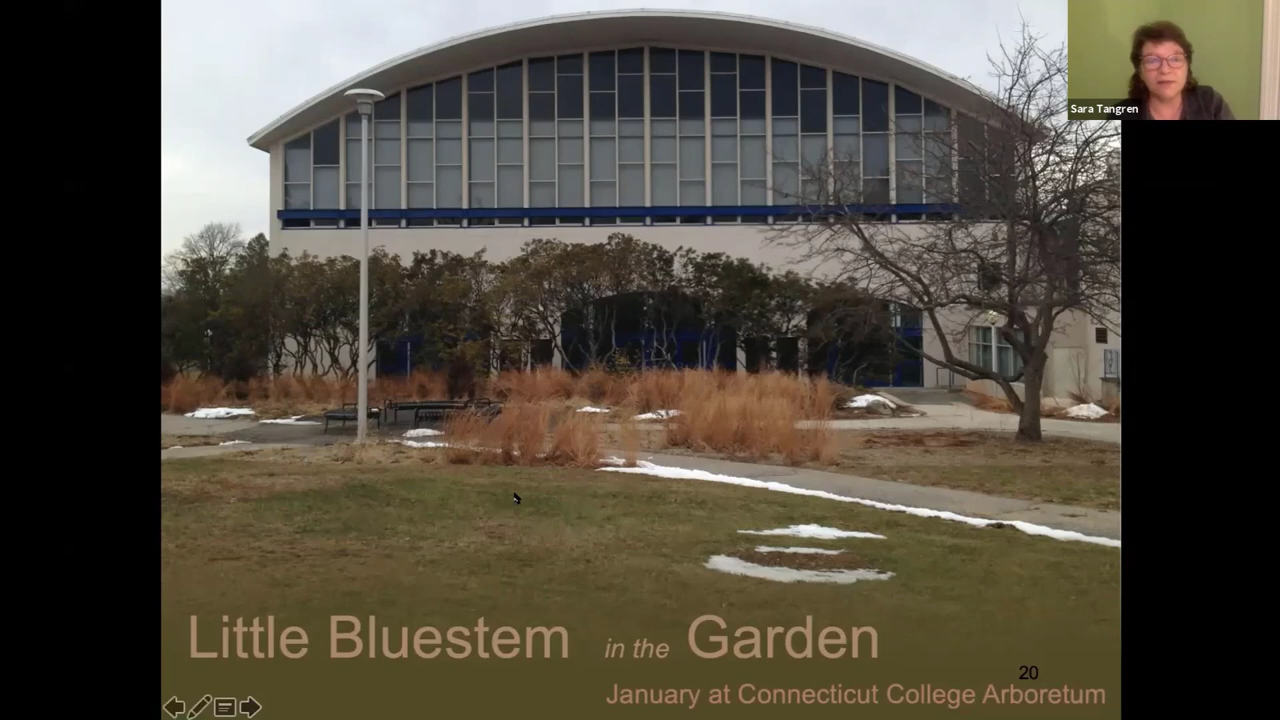 Sara Tangren
Little Bluestem in the Garden
20
January at Connecticut College Arboretum